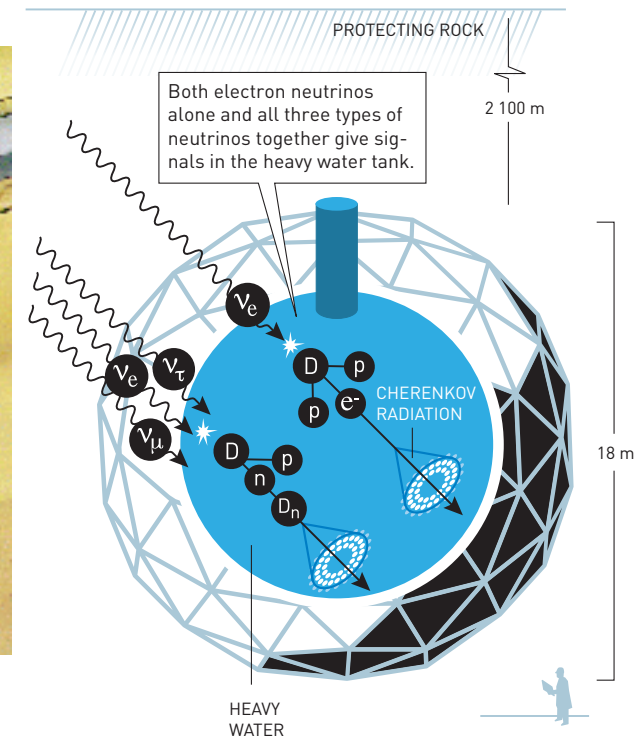 PROTECTING ROCK
2 100 m
Both electron neutrinos
alone and all three types of
neutrinos together give sig-
nals in the heavy water tank.
νe
D
p
p
e-
CHERENKOV
RADIATION
ντ
νe
νμ
D
p
n
Dn
18 m
HEAVY
WATER